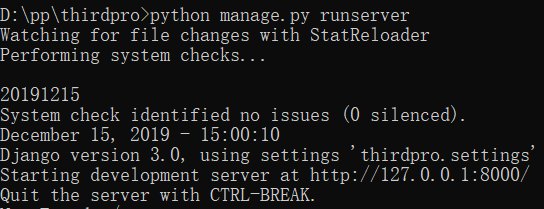 D:\pp\thirdpro>python manage.py runserver
Watching for file changes with StatReloader
Performing system checks...
20191215
System check identified no issues (0 silenced).
December 15, 2019 - 15:00:10
Django version 3.0, using settings 'thirdpro.settings'
Starting development server at http://127.0.0.1:8000/
Quit the server with CTRL-BREAK.